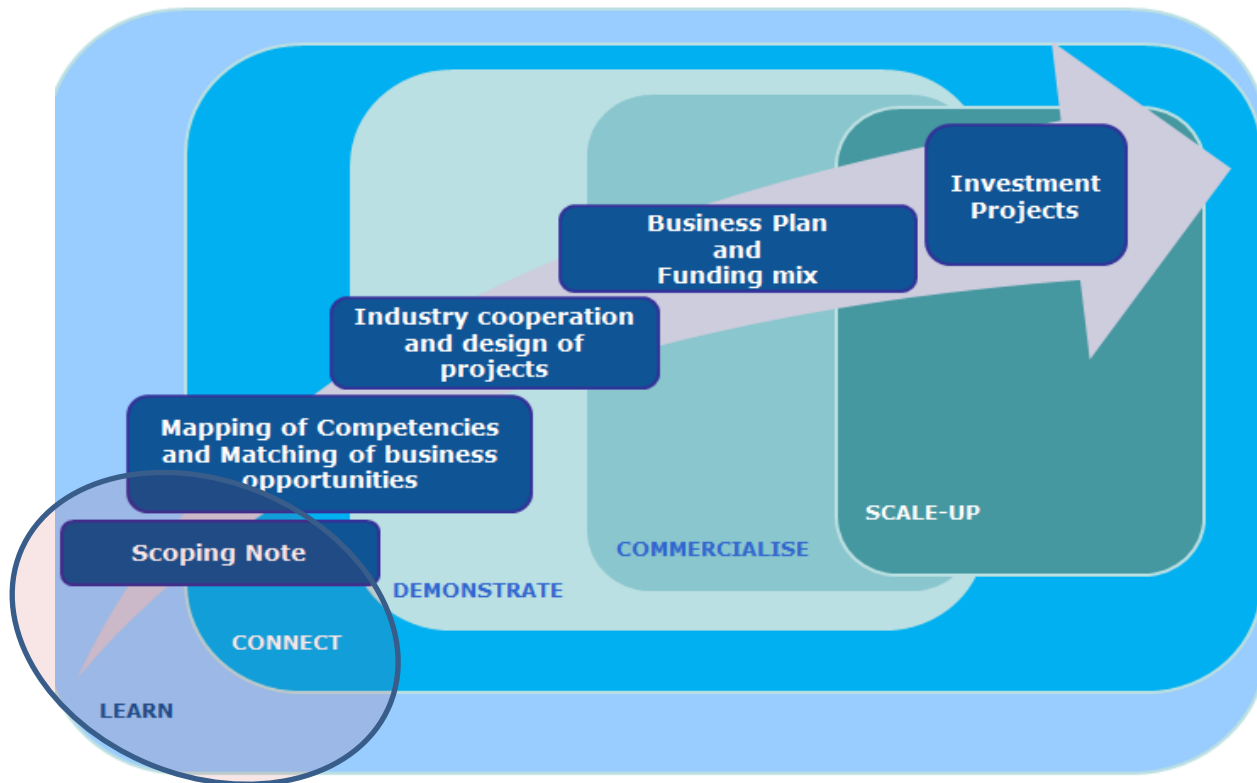 Investment
Projects
Business Plan
and
Funding mix
Industry cooperation
and design of
projects
Mapping of Competencies
and Matching of business
opportunities
Scoping Note
SCALE-UP
COMMERCIALISE
DEMONSTRATE
CONNECT
LEARN